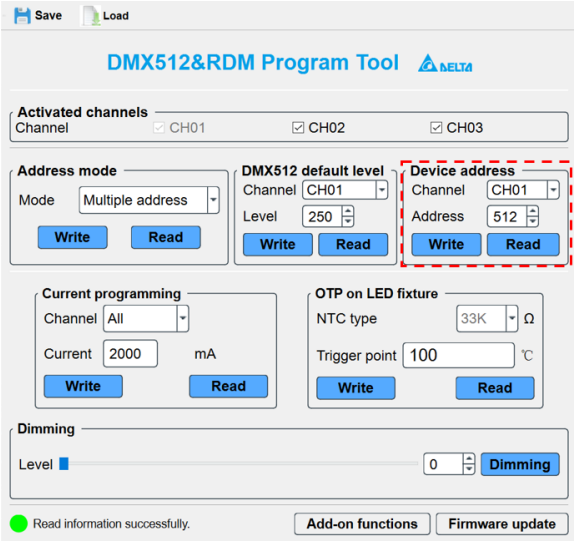 Save Load
DMX512&RDM Program Tool DELTA
Activated channels
Channel CH01 CH02 CH03
Address mode
Mode Multiple address
Write Read
DMX512 default level
Channel CH01
Level 250
Write Read
Device address
Channel CH01
Address 512
Write Read
Current programming
Channel All
Current 2000 mA
Write Read
OTP on LED fixture
NTC type 33K Ω
Trigger point 100 ℃
Write Read
Dimming
Level 0 Dimming
Read information successfully. Add-on functions Firmware update